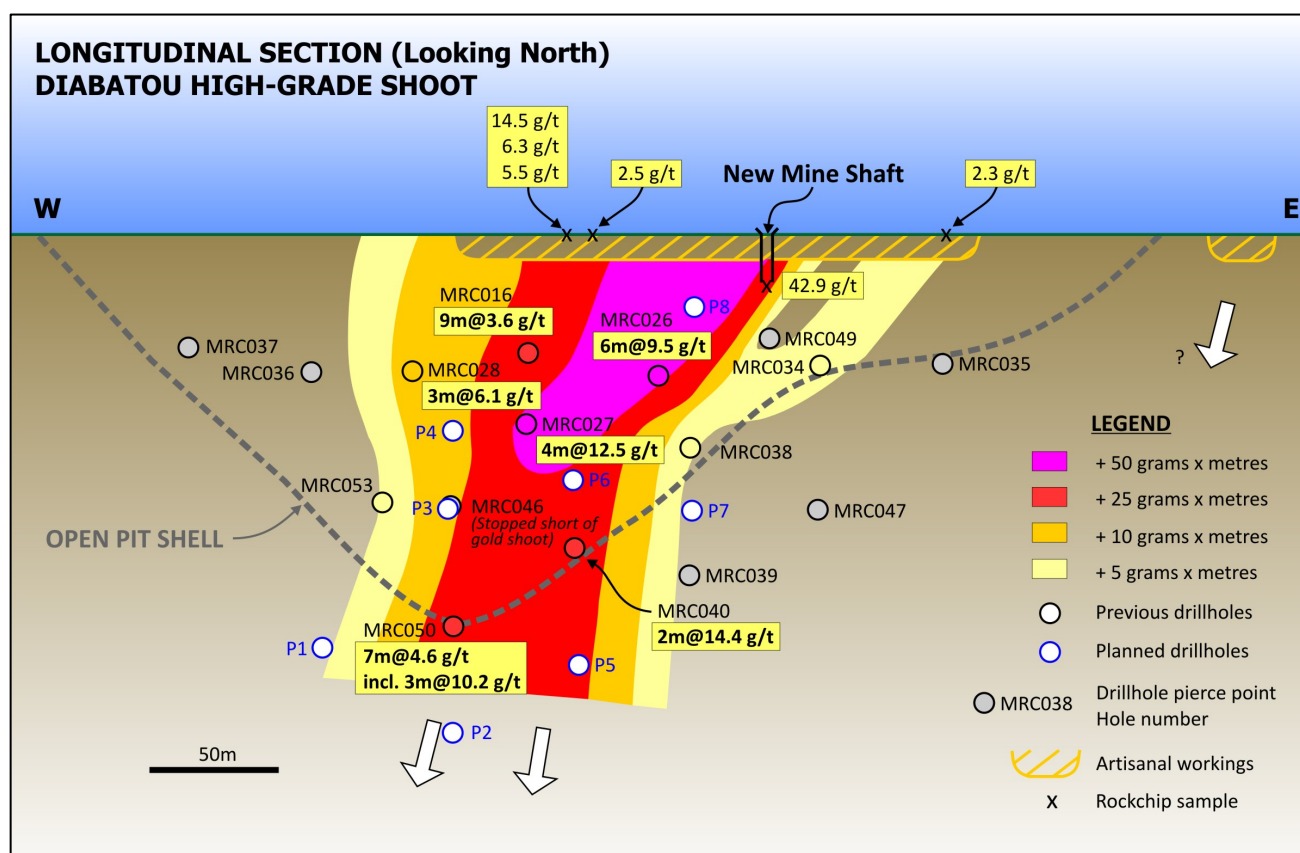 LONGITUDINAL SECTION (Looking North)
DIABATOU HIGH-GRADE SHOOT
14.5 g/t
6.3 g/t
5.5 g/t
2.5 g/t
New Mine Shaft
2.3 g/t
W
E
42.9 g/t
MRC016
9m@3.6 g/t
P8
MRC026
6m@9.5 g/t
MRC037
MRC036
MRC028
3m@6.1 g/t
MRC049
MRC034
MRC035
?
P4
MRC027
4m@12.5 g/t
MRC038
MRC053
P3
MRC046
(Stopped short of
gold shoot)
P6
P7
MRC047
OPEN PIT SHELL
MRC039
MRC040
2m@14.4 g/t
MRC050
7m@4.6 g/t
incl. 3m@10.2 g/t
P1
P5
P2
50m
LEGEND
+ 50 grams x metres
+ 25 grams x metres
+ 10 grams x metres
+ 5 grams x metres
Previous drillholes
Planned drillholes
MRC038
Drillhole pierce point
Hole number
Artisanal workings
x Rockchip sample